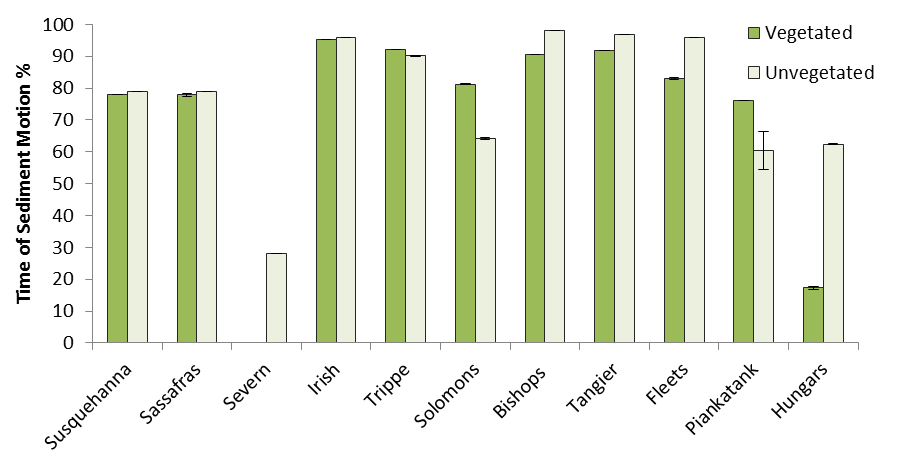 Time of Sediment Motion %
100
90
80
70
60
50
40
30
20
10
0
Vegetated
Unvegetated
Susquehanna
Sassafras
Severn
Irish
Trippe
Solomons
Bishops
Tangier
Fleets
Piankatank
Hungars